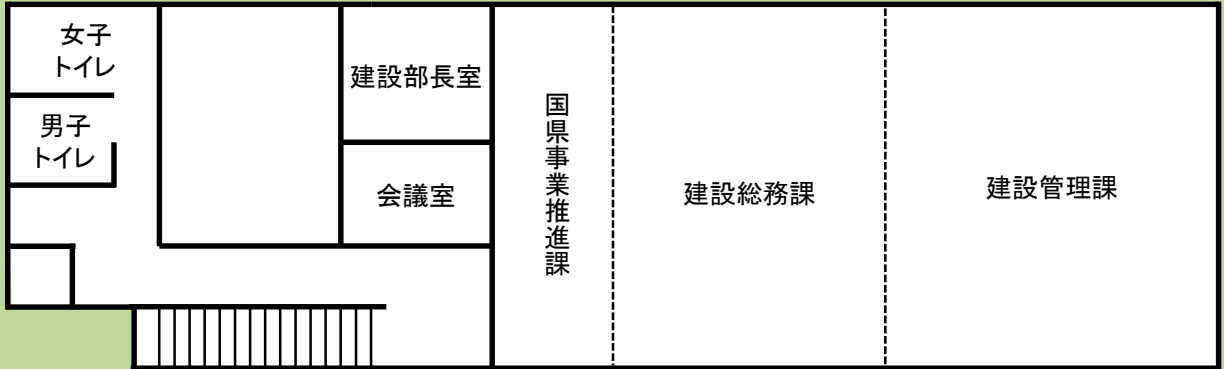 女子
トイレ
男子
トイレ
建設部長室
会議室
国県事業推進課
建設総務課
建設管理課